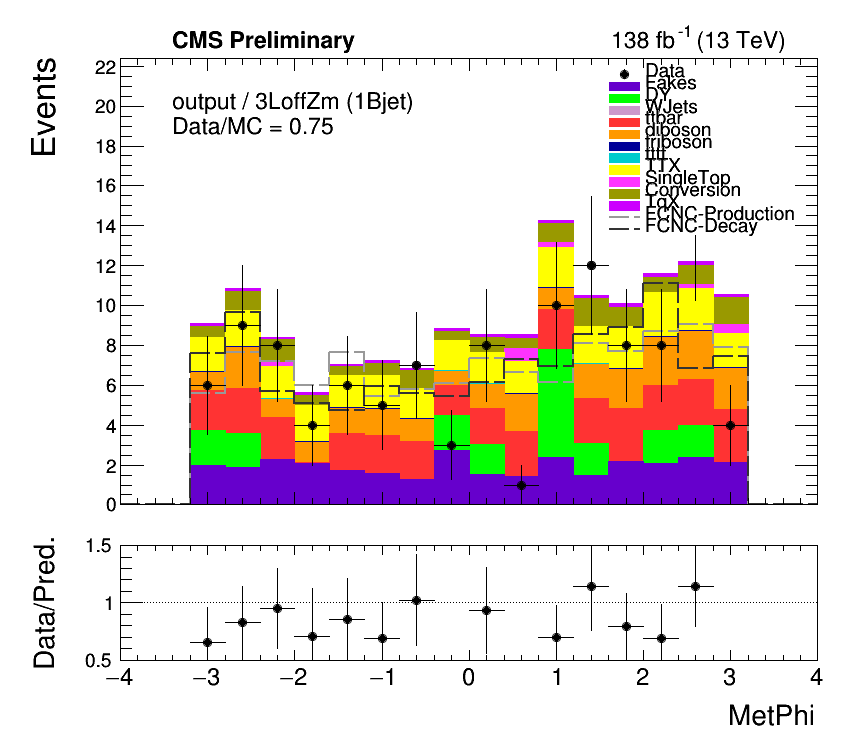 CMS Preliminary
138 fb⁻¹ (13 TeV)
Events
output / 3LoffZm (1Bjet)
Data/MC = 0.75
Data
Fakes
DY
WJets
ttbar
diboson
triboson
tttt
TTX
SingleTop
Conversion
TqX
FCNC-Production
FCNC-Decay
22
20
18
16
14
12
10
8
6
4
2
0
Data/Pred.
1.5
1
0.5
−4 −3 −2 −1 0 1 2 3 4
MetPhi